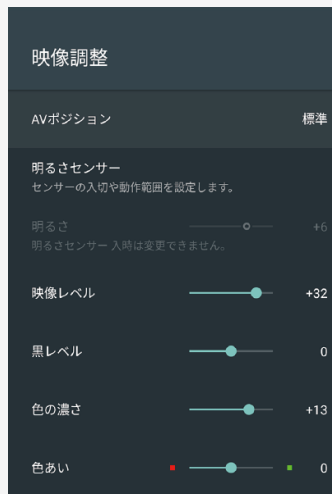 映像調整
AVポジション 標準
明るさセンサー
センサーの入切や動作範囲を設定します。
明るさ +6
明るさセンサー 入時は変更できません。
映像レベル +32
黒レベル 0
色の濃さ +13
色あい 0